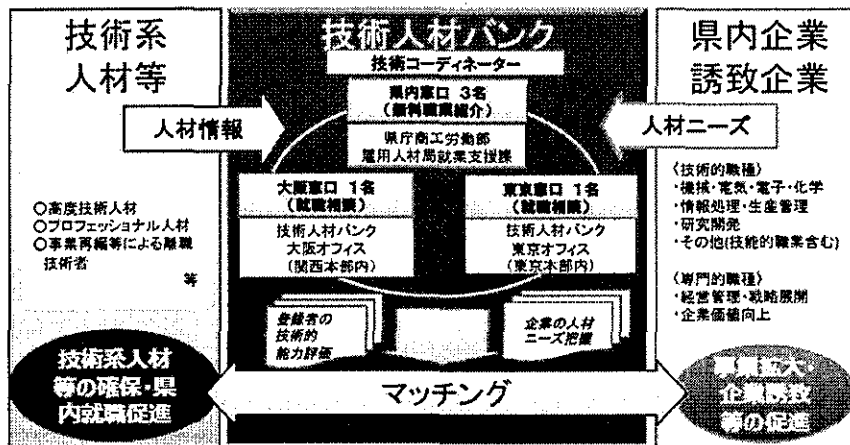 技術系
人材等
人材情報
○高度技術人材
○プロフェッショナル人材
○事業再編等による離職
技術者
等
技術系人材
等の確保・県
内就職促進
技術人材バンク
技術コーディネーター
県内窓口 3名
(無料職業紹介)
県庁商工労働部
雇用人材局就業支援課
大阪窓口 1名
(就職相談)
技術人材バンク
大阪オフィス
(関西本部内)
東京窓口 1名
(就職相談)
技術人材バンク
東京オフィス
(東京本部内)
登録者の
技術的
能力評価
企業の人材
ニーズ把握
マッチング
県内企業
誘致企業
人材ニーズ
〈技術的職種〉
・機械・電気・電子・化学
・情報処理・生産管理
・研究開発
・その他(技能的職業含む)
〈専門的職種〉
・経営管理・戦略展開
・企業価値向上
事業拡大・
企業誘致
等の促進